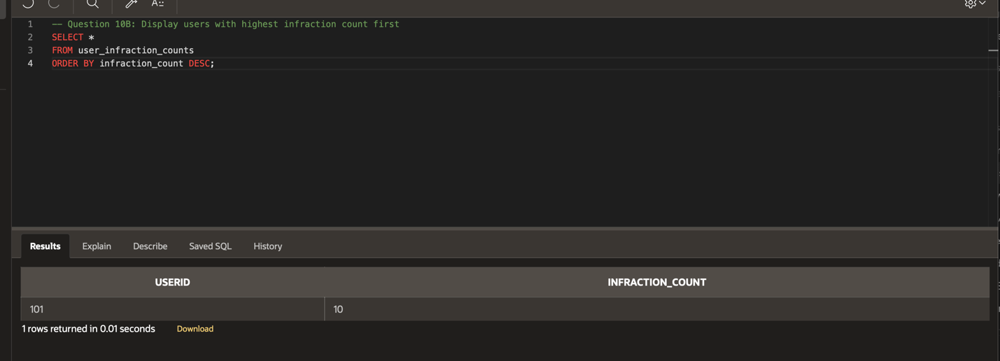 A::
1 -- Question 10B: Display users with highest infraction count first
2 SELECT *
3 FROM user_infraction_counts
4 ORDER BY infraction_count DESC;
Results Explain Describe Saved SQL History
USERID INFRACTION_COUNT
101 10
1 rows returned in 0.01 seconds Download